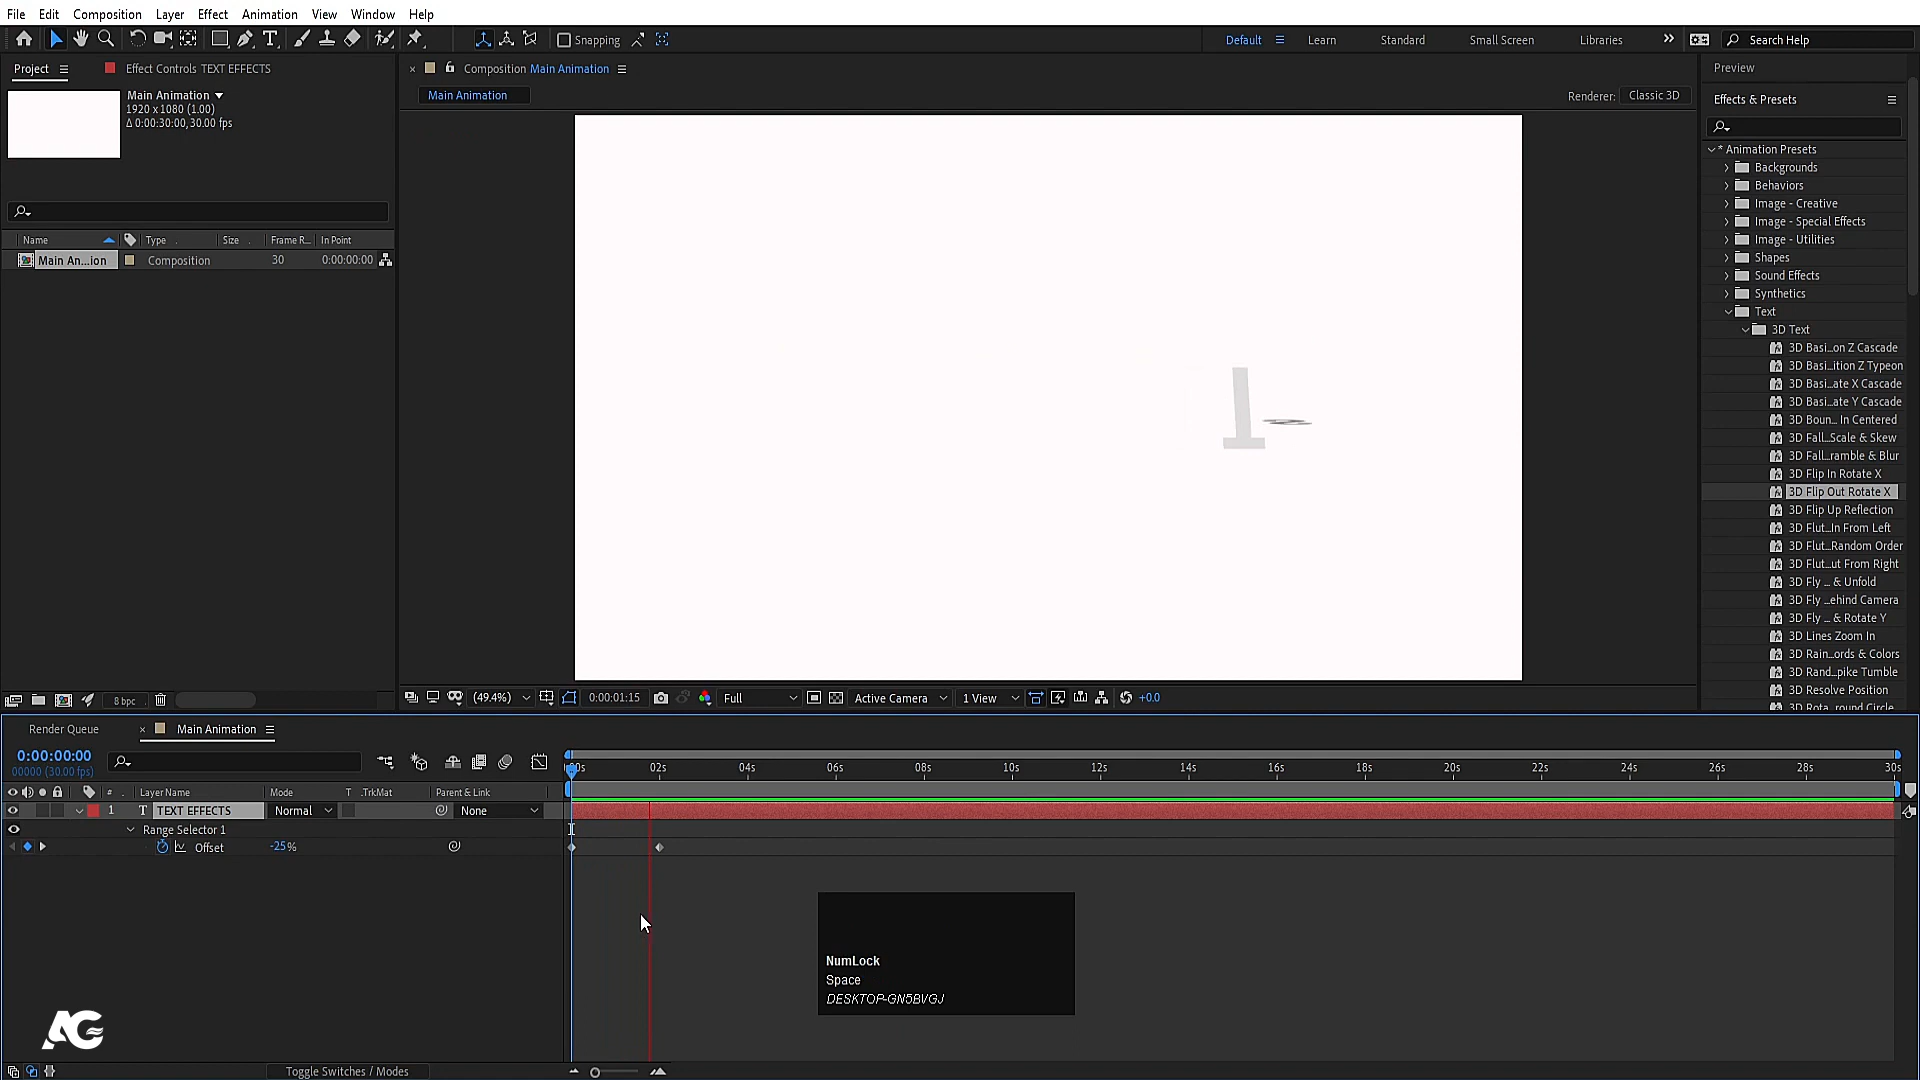 File Edit Composition Layer Effect Animation View Window Help
Snapping Default Learn Standard Small Screen Libraries Search Help
Project Effect Controls TEXT EFFECTS Composition Main Animation Preview
Main Animation
1920 x 1080 (1.00)
Δ 0:00:30:00, 30.00 fps
Main Animation Renderer: Classic 3D
Effects & Presets
* Animation Presets
Backgrounds
Behaviors
Image - Creative
Image - Special Effects
Image - Utilities
Shapes
Sound Effects
Synthetics
Text
3D Text
3D Basi...on Z Cascade
3D Basi...ition Z Typeon
3D Basi...ate X Cascade
3D Basi...ate Y Cascade
3D Boun... In Centered
3D Fall...Scale & Skew
3D Fall...ramble & Blur
3D Flip In Rotate X
3D Flip Out Rotate X
3D Flip Up Reflection
3D Flut...In From Left
3D Flut...Random Order
3D Flut...ut From Right
3D Fly ... & Unfold
3D Fly ...ehind Camera
3D Fly ... & Rotate Y
3D Lines Zoom In
3D Rain...ords & Colors
3D Rand...pike Tumble
3D Resolve Position
3D Rota...round Circle
Name Type Size Frame R... In Point
Main An...ion Composition 30 0:00:00:00
8 bpc (49.4%) 0:00:01:15 Full Active Camera 1 View +0.0
Render Queue Main Animation
0:00:00:00
00000 (30.00 fps)
:00s 02s 04s 06s 08s 10s 12s 14s 16s 18s 20s 22s 24s 26s 28s 30s
# Layer Name Mode T .TrkMat Parent & Link
1 T TEXT EFFECTS Normal None
Range Selector 1
Offset -25%
NumLock
Space
DESKTOP-GN5BVGJ
AG
Toggle Switches / Modes